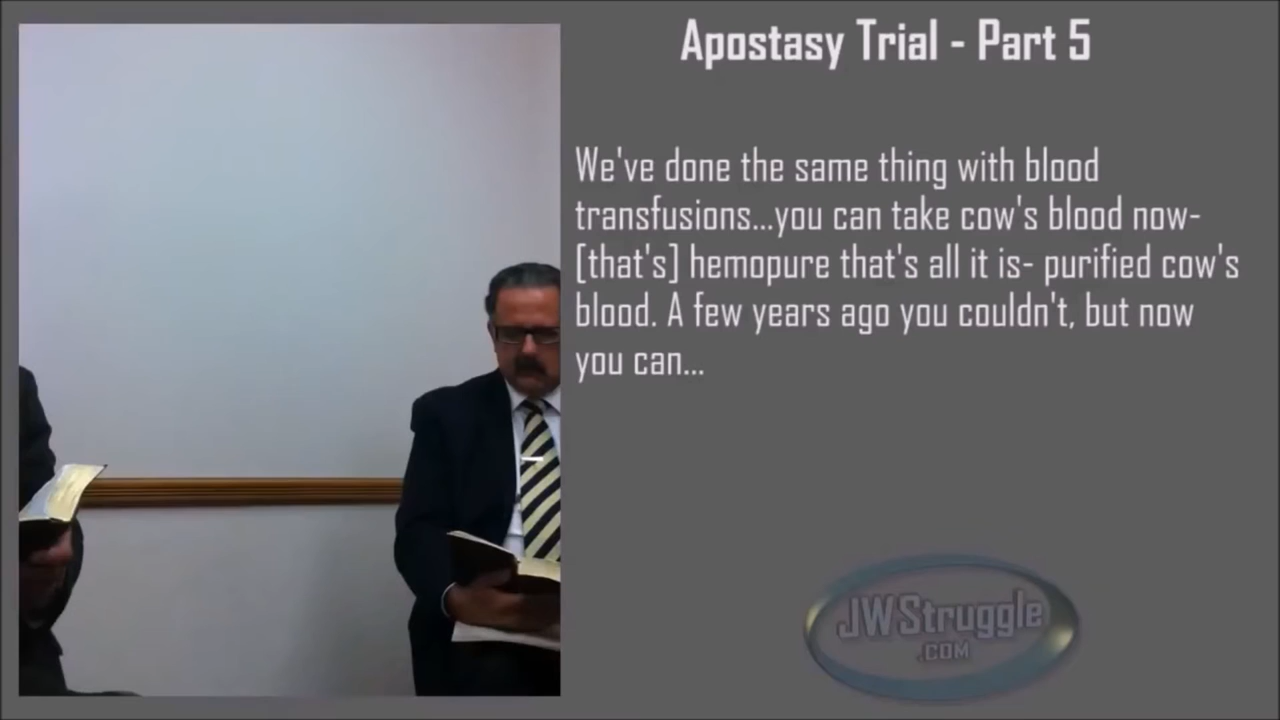 Apostasy Trial - Part 5
We've done the same thing with blood
transfusions...you can take cow's blood now-
[that's] hemopure that's all it is- purified cow's
blood. A few years ago you couldn't, but now
you can...
JWStruggle
.COM